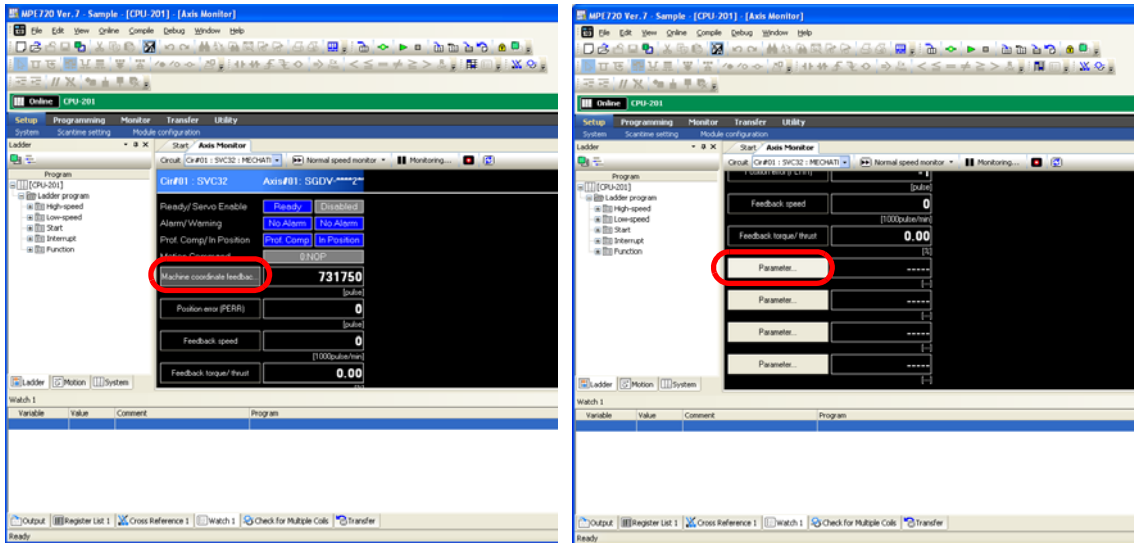 MPE720 Ver.7 - Sample - [CPU-201] - [Axis Monitor]
File Edit View Online Compile Debug Window Help
Online CPU-201
Setup Programming Monitor Transfer Utility
System Scantime setting Module configuration
Ladder
Start Axis Monitor
Circuit Cir#01 : SVC32 : MECHATI Normal speed monitor Monitoring...
Program
[CPU-201]
Ladder program
High-speed
Low-speed
Start
Interrupt
Function
Cir#01 : SVC32 Axis#01: SGDV-****2**
Ready/ Servo Enable Ready Disabled
Alarm/ Warning No Alarm No Alarm
Prof. Comp/ In Position Prof. Comp In Position
Motion Command 0:NOP
Machine coordinate feedbac... 731750
[pulse]
Position error (PERR) 0
[pulse]
Feedback speed 0
[1000pulse/min]
Feedback torque/ thrust 0.00
[%]
Ladder Motion System
Watch 1
Variable Value Comment Program
Output Register List 1 Cross Reference 1 Watch 1 Check for Multiple Coils Transfer
Ready
MPE720 Ver.7 - Sample - [CPU-201] - [Axis Monitor]
File Edit View Online Compile Debug Window Help
Online CPU-201
Setup Programming Monitor Transfer Utility
System Scantime setting Module configuration
Ladder
Start Axis Monitor
Circuit Cir#01 : SVC32 : MECHATI Normal speed monitor Monitoring...
Program
[CPU-201]
Ladder program
High-speed
Low-speed
Start
Interrupt
Function
Position error (PERR) -1
[pulse]
Feedback speed 0
[1000pulse/min]
Feedback torque/ thrust 0.00
[%]
Parameter... -----
[---]
Parameter... -----
[---]
Parameter... -----
[---]
Parameter... -----
[---]
Ladder Motion System
Watch 1
Variable Value Comment Program
Output Register List 1 Cross Reference 1 Watch 1 Check for Multiple Coils Transfer
Ready